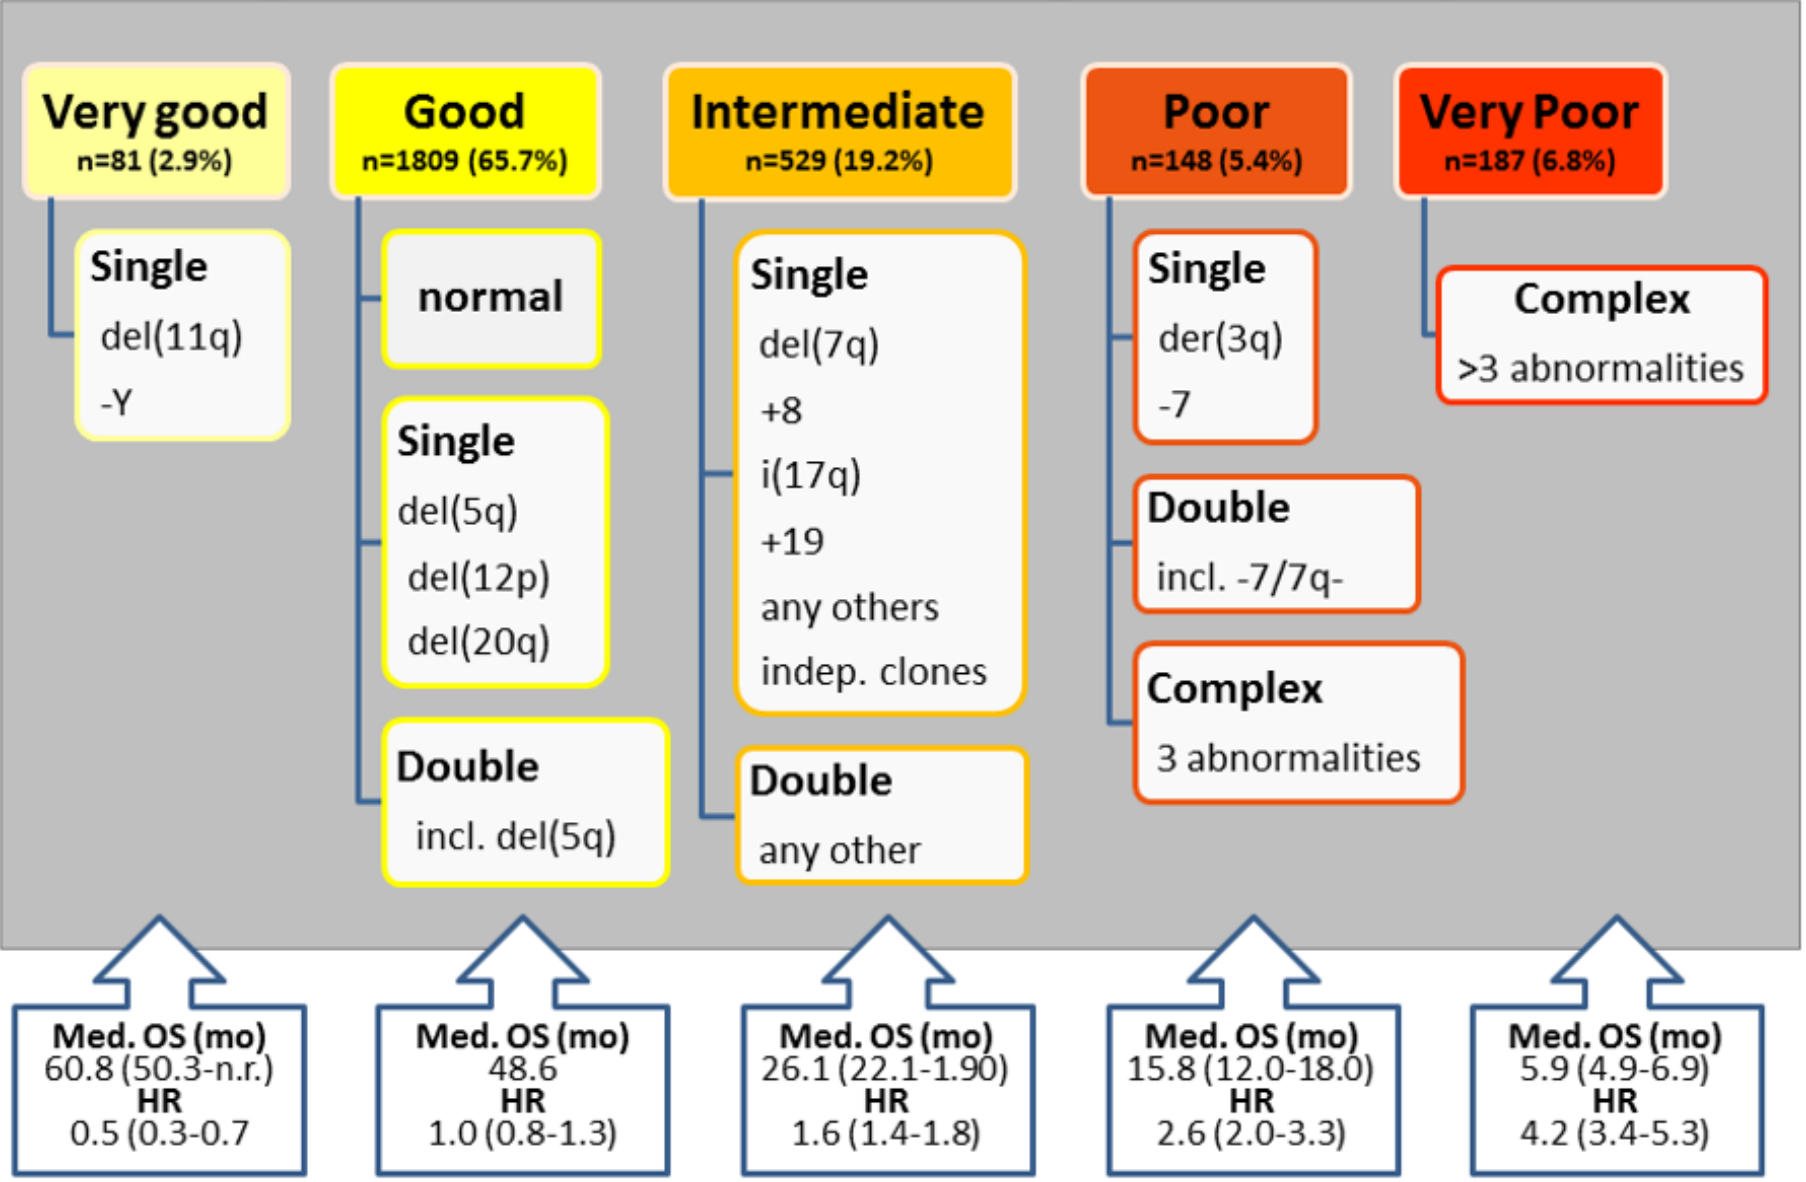 Very good
n=81 (2.9%)
Single
del(11q)
-Y
Good
n=1809 (65.7%)
normal
Single
del(5q)
del(12p)
del(20q)
Double
incl. del(5q)
Intermediate
n=529 (19.2%)
Single
del(7q)
+8
i(17q)
+19
any others
indep. clones
Double
any other
Poor
n=148 (5.4%)
Single
der(3q)
-7
Double
incl. -7/7q-
Complex
3 abnormalities
Very Poor
n=187 (6.8%)
Complex
>3 abnormalities
Med. OS (mo)
60.8 (50.3-n.r.)
HR
0.5 (0.3-0.7
Med. OS (mo)
48.6
HR
1.0 (0.8-1.3)
Med. OS (mo)
26.1 (22.1-1.90)
HR
1.6 (1.4-1.8)
Med. OS (mo)
15.8 (12.0-18.0)
HR
2.6 (2.0-3.3)
Med. OS (mo)
5.9 (4.9-6.9)
HR
4.2 (3.4-5.3)